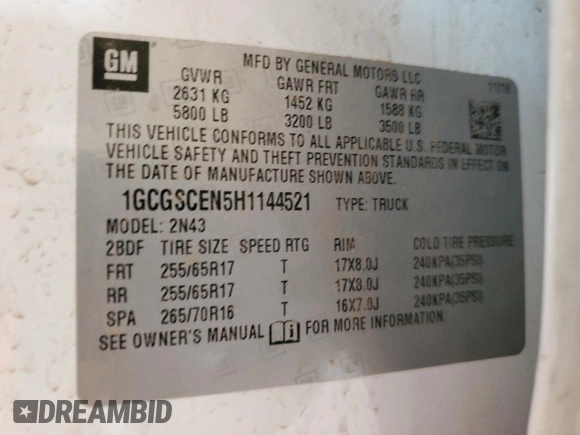 GM
MFD BY GENERAL MOTORS LLC
11/16
GVWR GAWR FRT GAWR RR
2631 KG 1452 KG 1588 KG
5800 LB 3200 LB 3500 LB
THIS VEHICLE CONFORMS TO ALL APPLICABLE U.S. FEDERAL MOTOR
VEHICLE SAFETY AND THEFT PREVENTION STANDARDS IN EFFECT ON
THE DATE OF MANUFACTURE SHOWN ABOVE.
1GCGSCEN5H1144521 TYPE: TRUCK
MODEL: 2N43
2BDF TIRE SIZE SPEED RTG RIM COLD TIRE PRESSURE
FRT 255/65R17 T 17X8.0J 240KPA(35PSI)
RR 255/65R17 T 17X8.0J 240KPA(35PSI)
SPA 265/70R16 T 16X7.0J 240KPA(35PSI)
SEE OWNER'S MANUAL FOR MORE INFORMATION.
DREAMBID